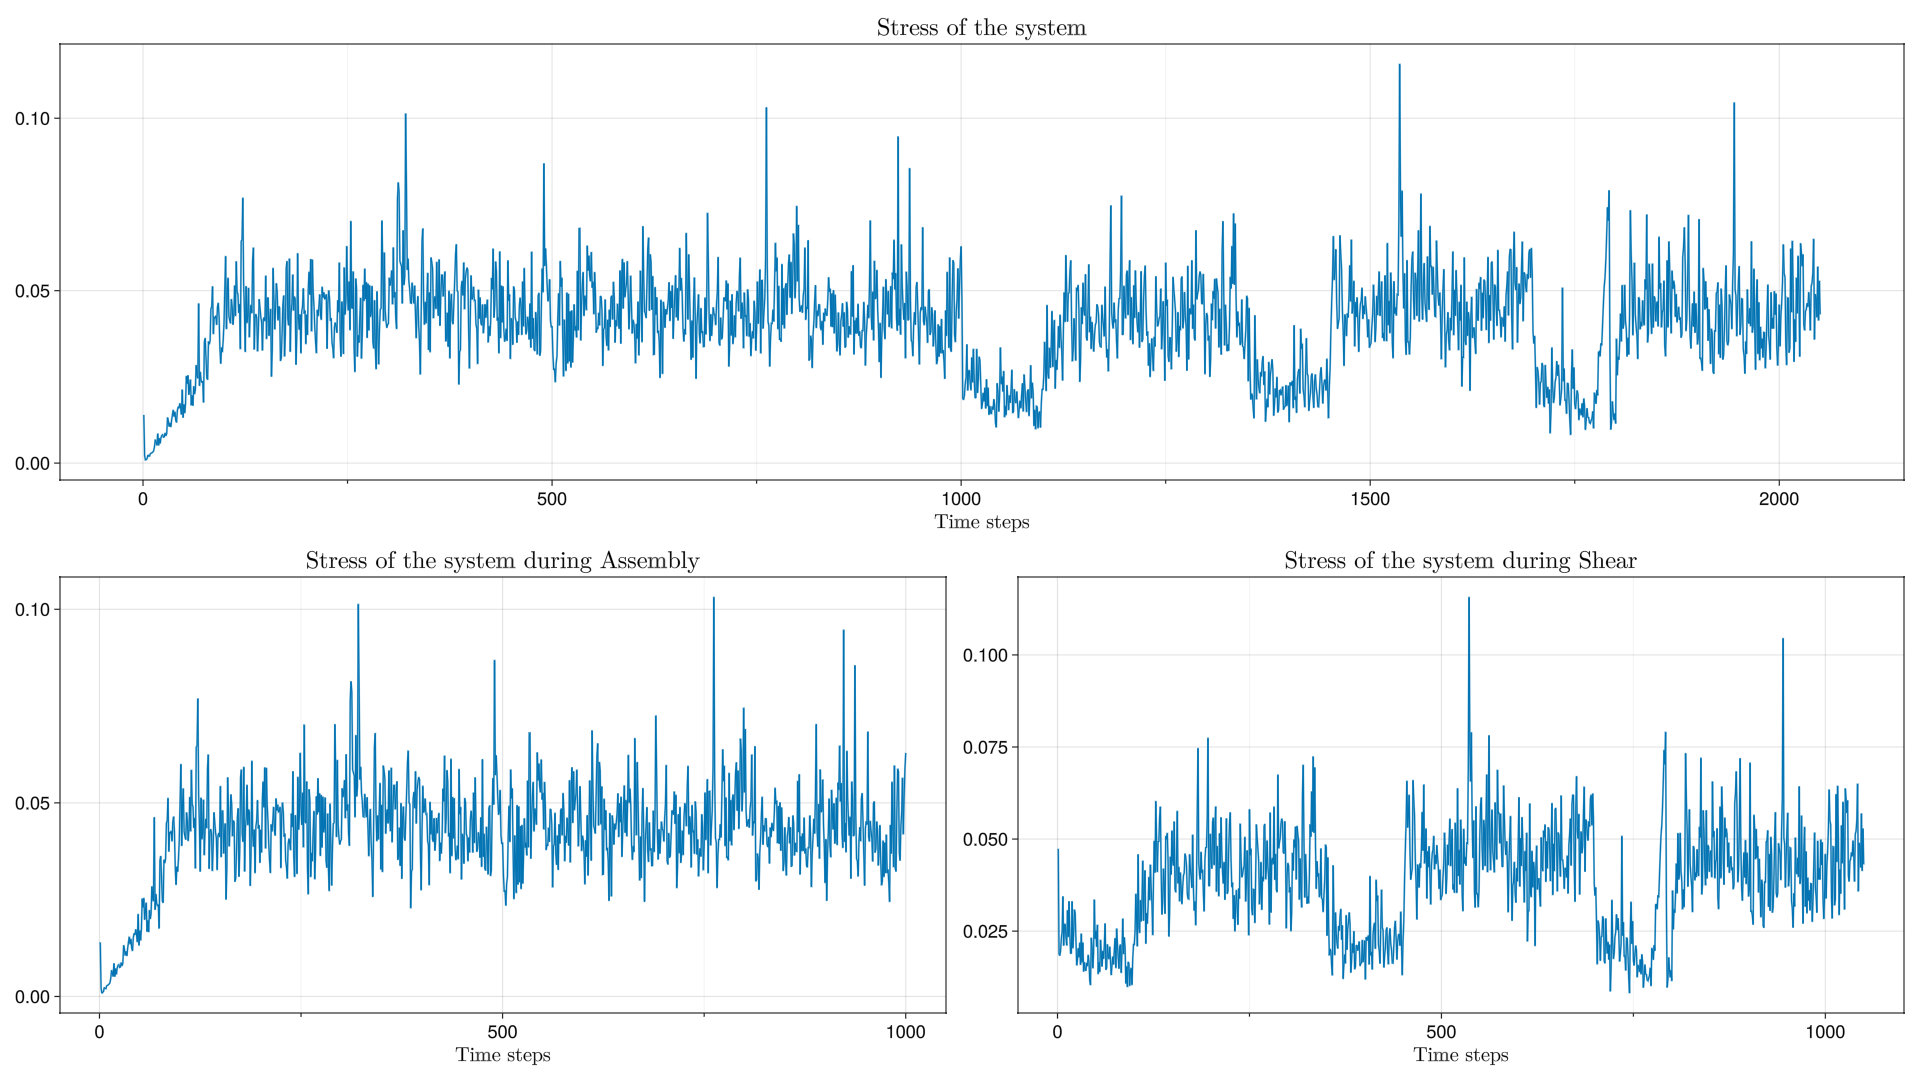 Stress of the system
0.10
0.05
0.00
0 500 1000 1500 2000
Time steps
Stress of the system during Assembly
0.10
0.05
0.00
0 500 1000
Time steps
Stress of the system during Shear
0.100
0.075
0.050
0.025
0 500 1000
Time steps